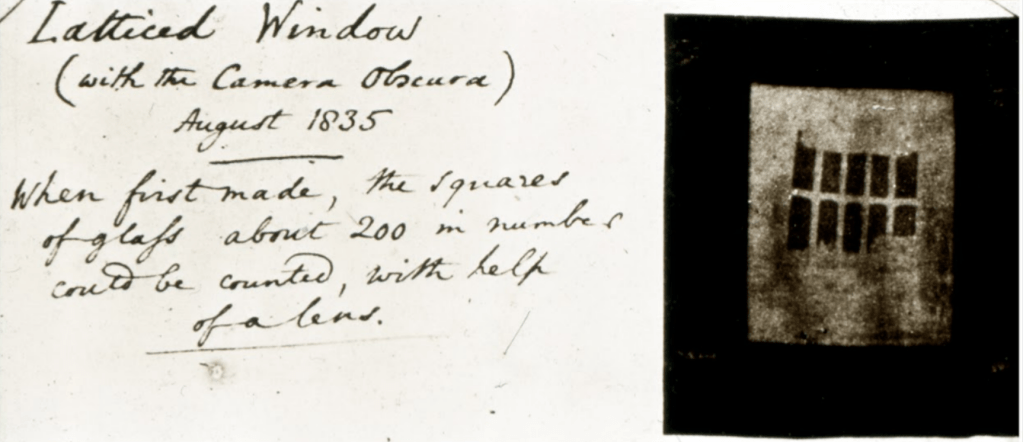 Latticed Window
(with the Camera Obscura)
August 1835
When first made, the squares
of glaſs about 200 in number
could be counted, with help
of a lens.